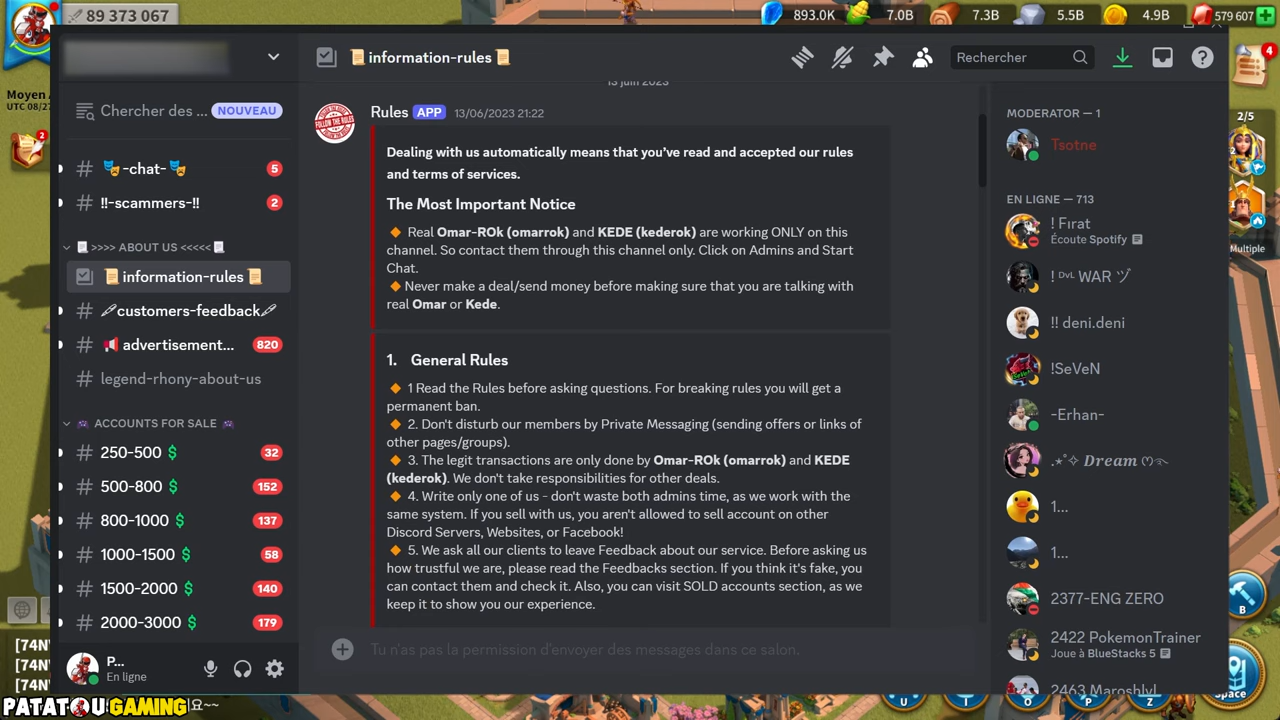 89 373 067
893.0K
7.0B
7.3B
5.5B
4.9B
579 607
4
UTC 08/27
2
2/5
Multiple
B
Space
U
T
O
P
Z
[74N
[74N
[74N
PATATOUGAMING
Chercher des ... NOUVEAU
# 🎭-chat-🎭 5
# !!-scammers-!! 2
📃 >>>> ABOUT US <<<<<📃
📜 information-rules 📜
# 🖋customers-feedback🖋
# 📢 advertisement... 820
# legend-rhony-about-us
👾 ACCOUNTS FOR SALE 👾
# 250-500 💲 32
# 500-800 💲 152
# 800-1000 💲 137
# 1000-1500 💲 58
# 1500-2000 💲 140
# 2000-3000 💲 179
P...
En ligne
📜 information-rules 📜
Rechercher
13 juin 2023
Rules APP 13/06/2023 21:22
FOLLOW THE RULES
Dealing with us automatically means that you've read and accepted our rules
and terms of services.
The Most Important Notice
🔸 Real Omar-ROk (omarrok) and KEDE (kederok) are working ONLY on this
channel. So contact them through this channel only. Click on Admins and Start
Chat.
🔸Never make a deal/send money before making sure that you are talking with
real Omar or Kede.
1. General Rules
🔸 1 Read the Rules before asking questions. For breaking rules you will get a
permanent ban.
🔸 2. Don't disturb our members by Private Messaging (sending offers or links of
other pages/groups).
🔸 3. The legit transactions are only done by Omar-ROk (omarrok) and KEDE
(kederok). We don't take responsibilities for other deals.
🔸 4. Write only one of us - don't waste both admins time, as we work with the
same system. If you sell with us, you aren't allowed to sell account on other
Discord Servers, Websites, or Facebook!
🔸 5. We ask all our clients to leave Feedback about our service. Before asking us
how trustful we are, please read the Feedbacks section. If you think it's fake, you
can contact them and check it. Also, you can visit SOLD accounts section, as we
keep it to show you our experience.
Tu n'as pas la permission d'envoyer des messages dans ce salon.
MODERATOR — 1
Tsotne
EN LIGNE — 713
! Fırat
Écoute Spotify
! ᴰᵛᴸ WAR ヅ
!! deni.deni
!SeVeN
-Erhan-
Dream
1...
1...
2377-ENG ZERO
2422 PokemonTrainer
Joue à BlueStacks 5
2463 Maroshlvl